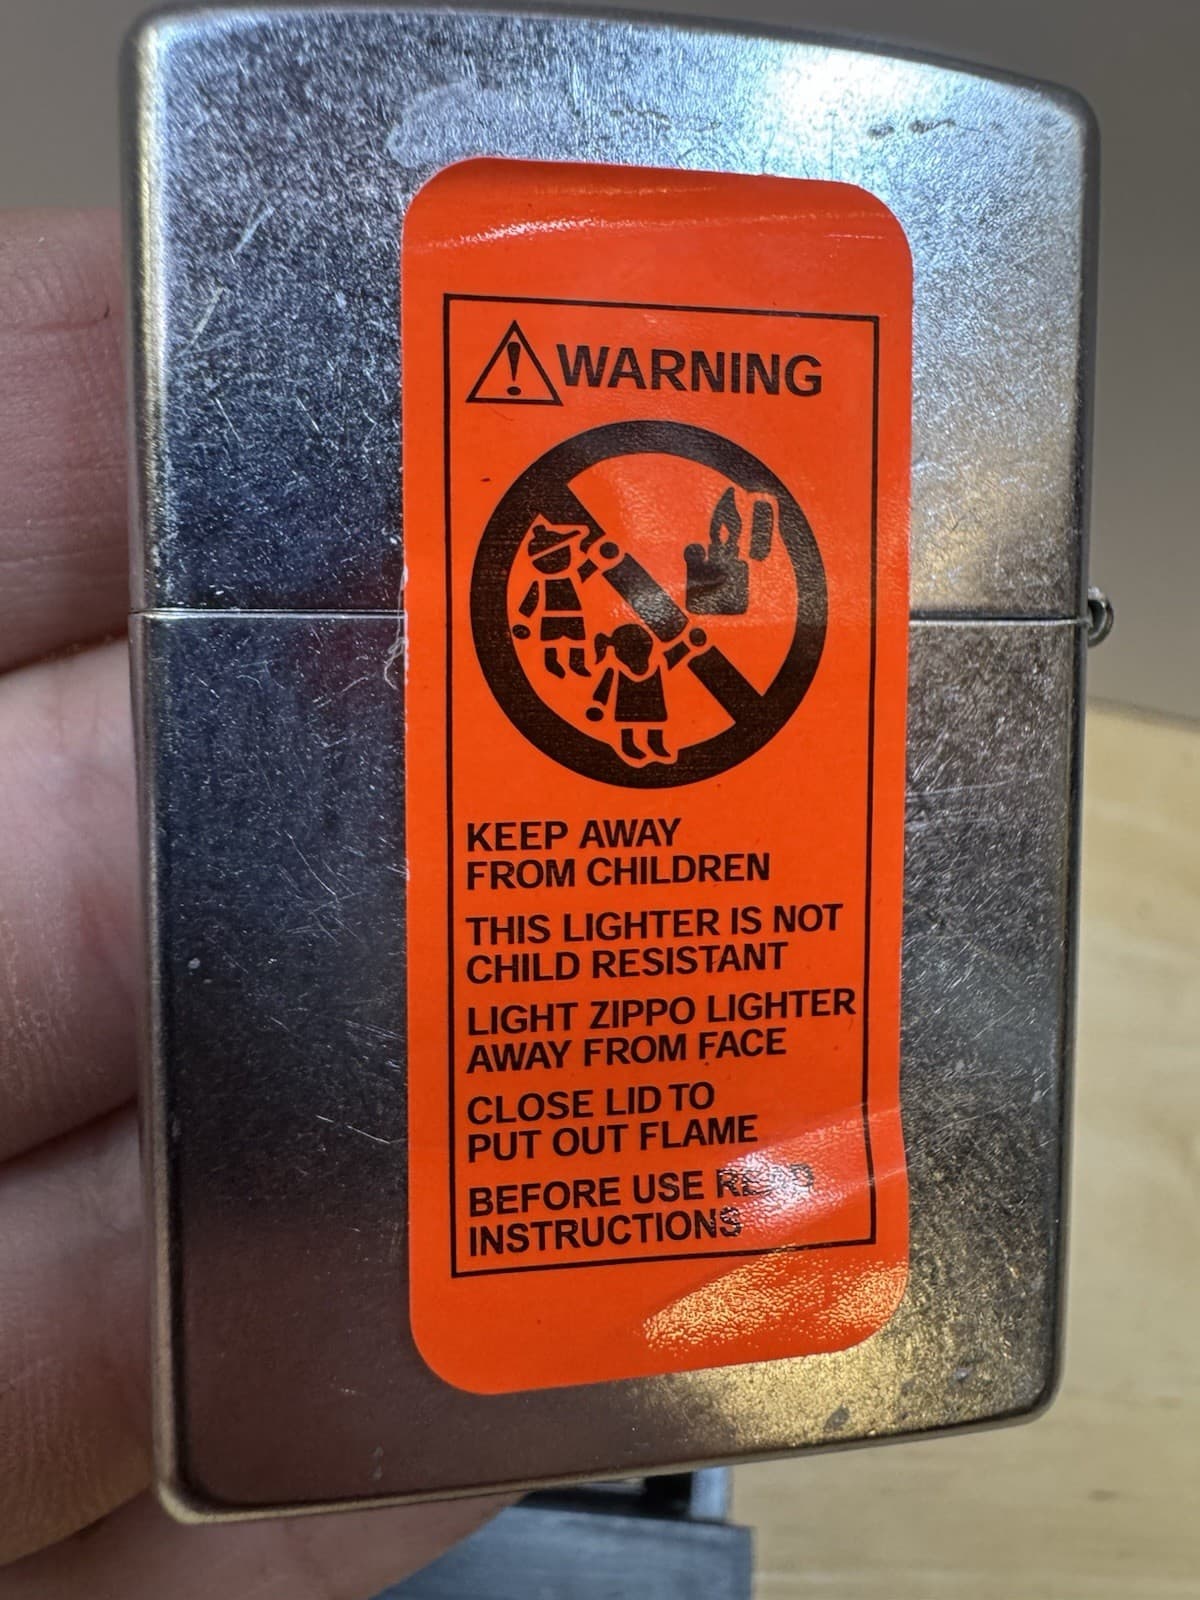 WARNING
KEEP AWAY
FROM CHILDREN
THIS LIGHTER IS NOT
CHILD RESISTANT
LIGHT ZIPPO LIGHTER
AWAY FROM FACE
CLOSE LID TO
PUT OUT FLAME
BEFORE USE READ
INSTRUCTIONS